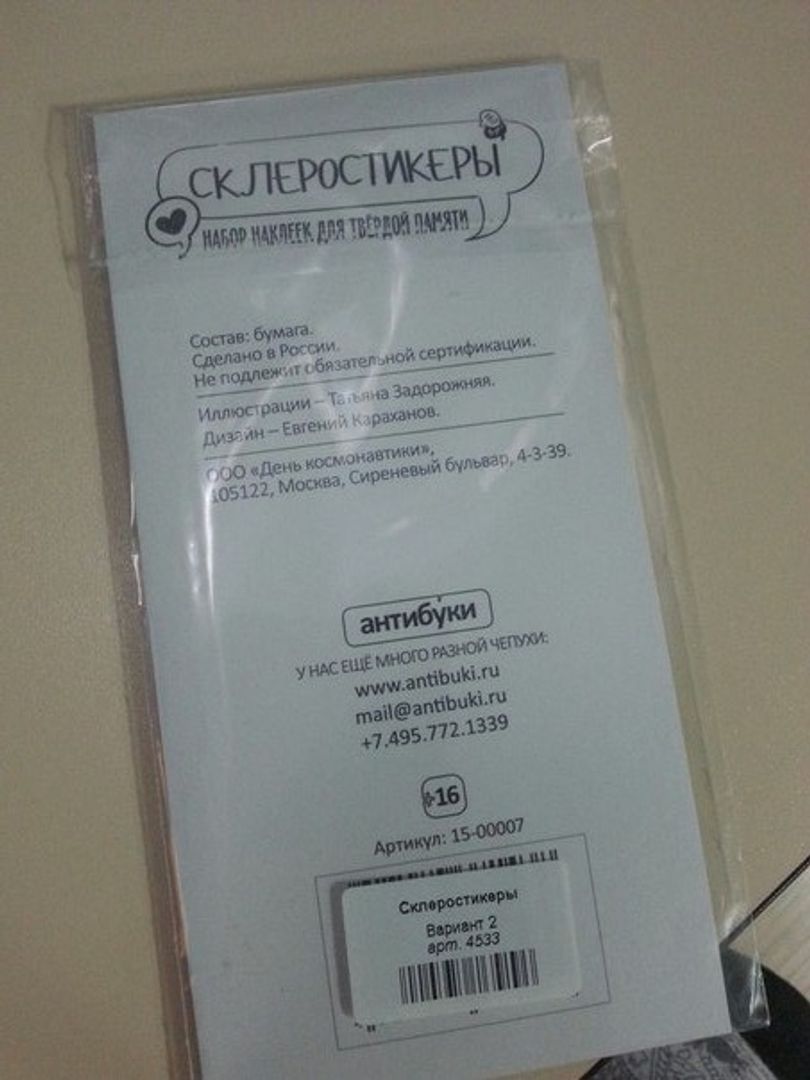 СКЛЕРОСТИКЕРЫ
НАБОР НАКЛЕЕК ДЛЯ ТВЁРДОЙ ПАМЯТИ
Состав: бумага.
Сделано в России.
Не подлежит обязательной сертификации.
Иллюстрации – Татьяна Задорожняя.
Дизайн – Евгений Караханов.
ООО «День космонавтики»,
105122, Москва, Сиреневый бульвар, 4-3-39.
антибуки
У НАС ЕЩЁ МНОГО РАЗНОЙ ЧЕПУХИ:
www.antibuki.ru
mail@antibuki.ru
+7.495.772.1339
+16
Артикул: 15-00007
Склеростикеры
Вариант 2
арт. 4533